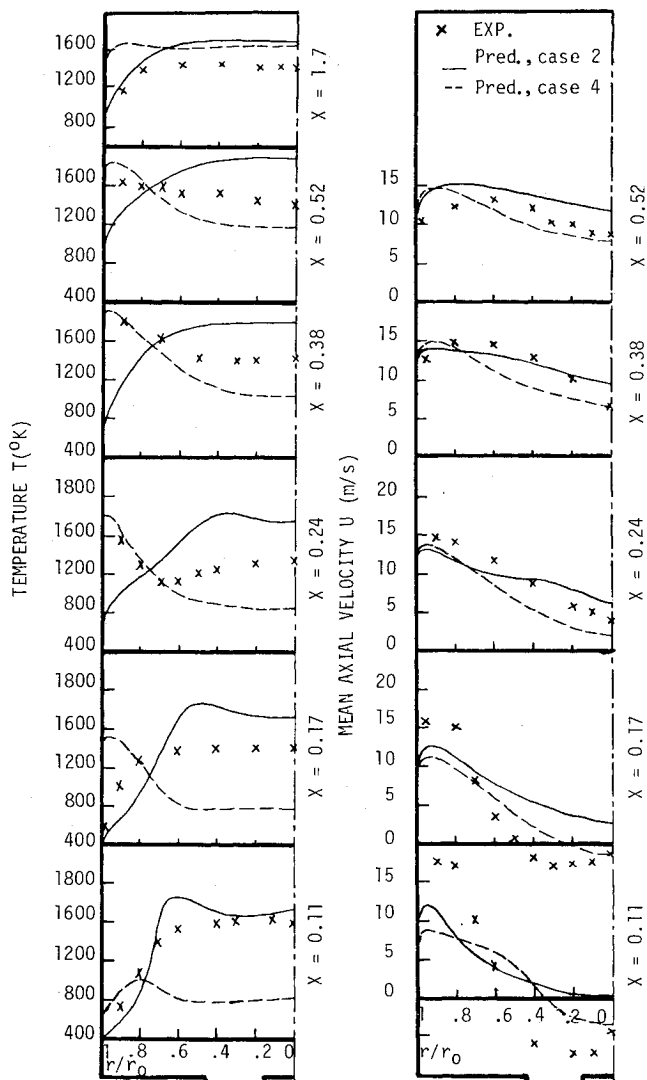 × EXP.
— Pred., case 2
-- Pred., case 4
TEMPERATURE T(°K)
1600
1200
800
X = 1.7
1600
1200
800
400
X = 0.52
1600
1200
800
400
X = 0.38
1800
1600
1200
800
400
X = 0.24
1800
1600
1200
800
400
X = 0.17
1600
1200
800
400
X = 0.11
1 .8 .6 .4 .2 0
r/ro
MEAN AXIAL VELOCITY U (m/s)
15
10
5
0
X = 0.52
15
10
5
0
X = 0.38
20
15
10
5
0
X = 0.24
20
15
10
5
0
X = 0.17
15
10
5
0
X = 0.11
1 .8 .6 .4 .2 0
r/ro